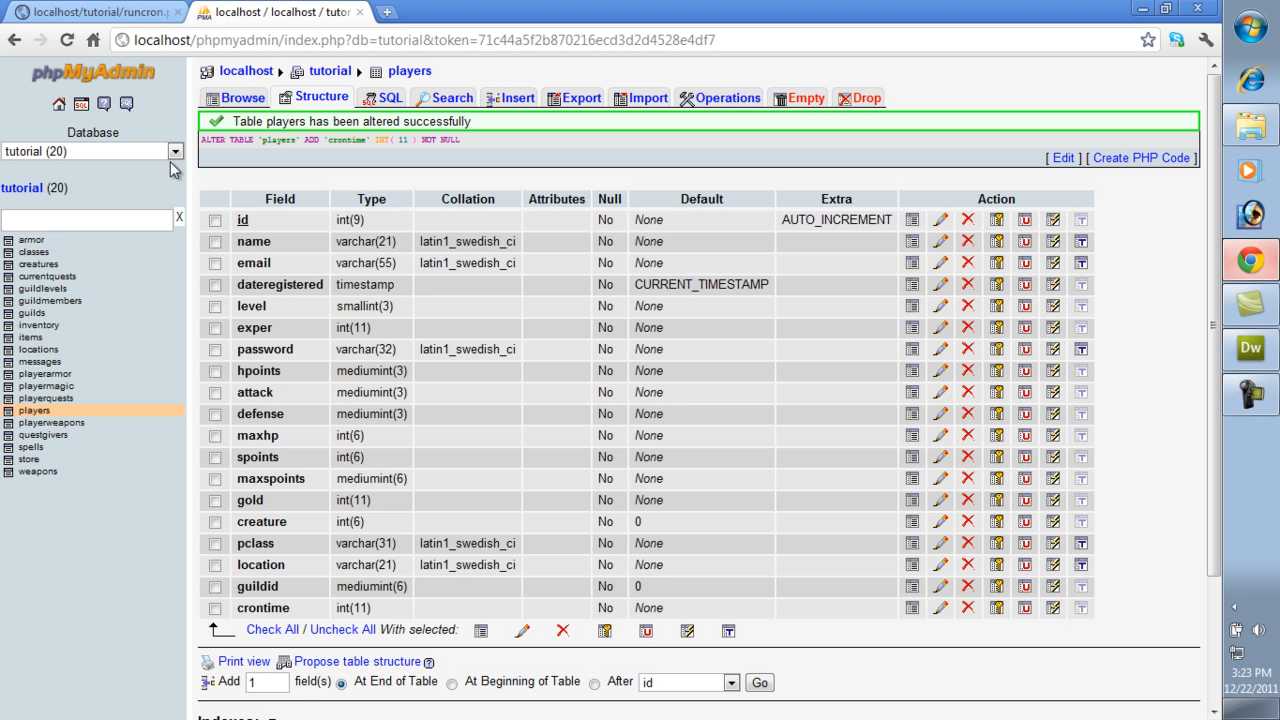 localhost/tutorial/runcron.
localhost / localhost / tutor
localhost/phpmyadmin/index.php?db=tutorial&token=71c44a5f2b270216ecd3d2d4528e4df7
phpMyAdmin
Database
tutorial (20)
tutorial (20)
X
armor
classes
creatures
currentquests
guildlevels
guildmembers
guilds
inventory
items
locations
messages
playerarmor
playermagic
playerquests
players
playerweapons
questgivers
spells
store
weapons
localhost tutorial players
Browse Structure SQL Search Insert Export Import Operations Empty Drop
Table players has been altered successfully
ALTER TABLE `players` ADD `crontime` INT( 11 ) NOT NULL
[ Edit ] [ Create PHP Code ]
Field Type Collation Attributes Null Default Extra Action
id int(9) No None AUTO_INCREMENT
name varchar(21) latin1_swedish_ci No None
email varchar(55) latin1_swedish_ci No None
dateregistered timestamp No CURRENT_TIMESTAMP
level smallint(3) No None
exper int(11) No None
password varchar(32) latin1_swedish_ci No None
hpoints mediumint(3) No None
attack mediumint(3) No None
defense mediumint(3) No None
maxhp int(6) No None
spoints int(6) No None
maxspoints mediumint(6) No None
gold int(11) No None
creature int(6) No 0
pclass varchar(31) latin1_swedish_ci No None
location varchar(21) latin1_swedish_ci No None
guildid mediumint(6) No 0
crontime int(11) No None
Check All / Uncheck All With selected:
Print view Propose table structure
Add 1 field(s) At End of Table At Beginning of Table After id Go
Dw
3:23 PM
12/22/2011